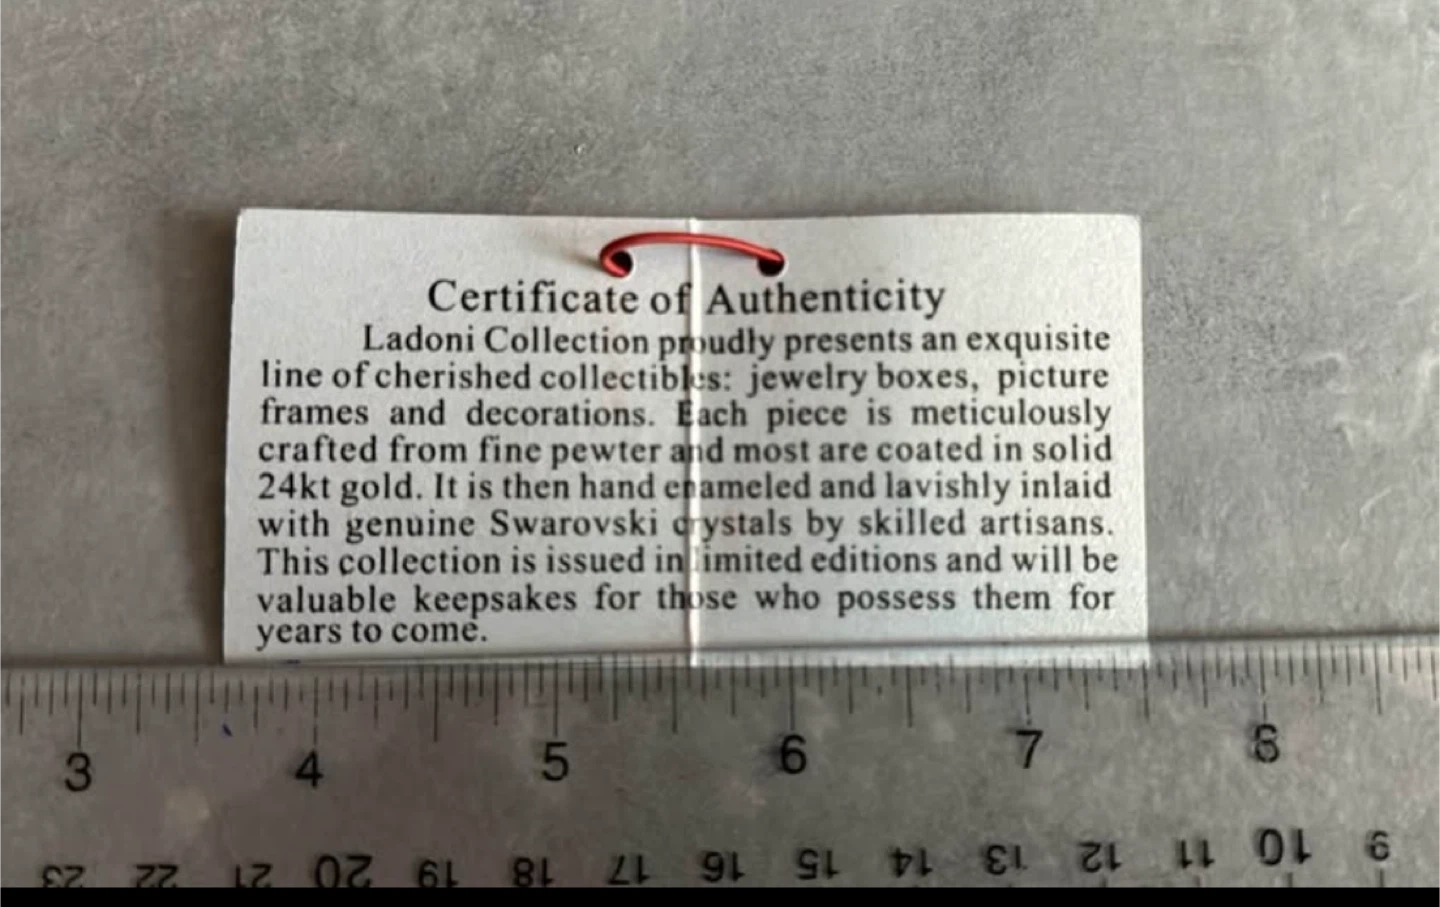 Certificate of Authenticity
Ladoni Collection proudly presents an exquisite
line of cherished collectibles: jewelry boxes, picture
frames and decorations. Each piece is meticulously
crafted from fine pewter and most are coated in solid
24kt gold. It is then hand enameled and lavishly inlaid
with genuine Swarovski crystals by skilled artisans.
This collection is issued in limited editions and will be
valuable keepsakes for those who possess them for
years to come.
3 4 5 6 7 8
23 22 21 20 19 18 17 16 15 14 13 12 11 10 9